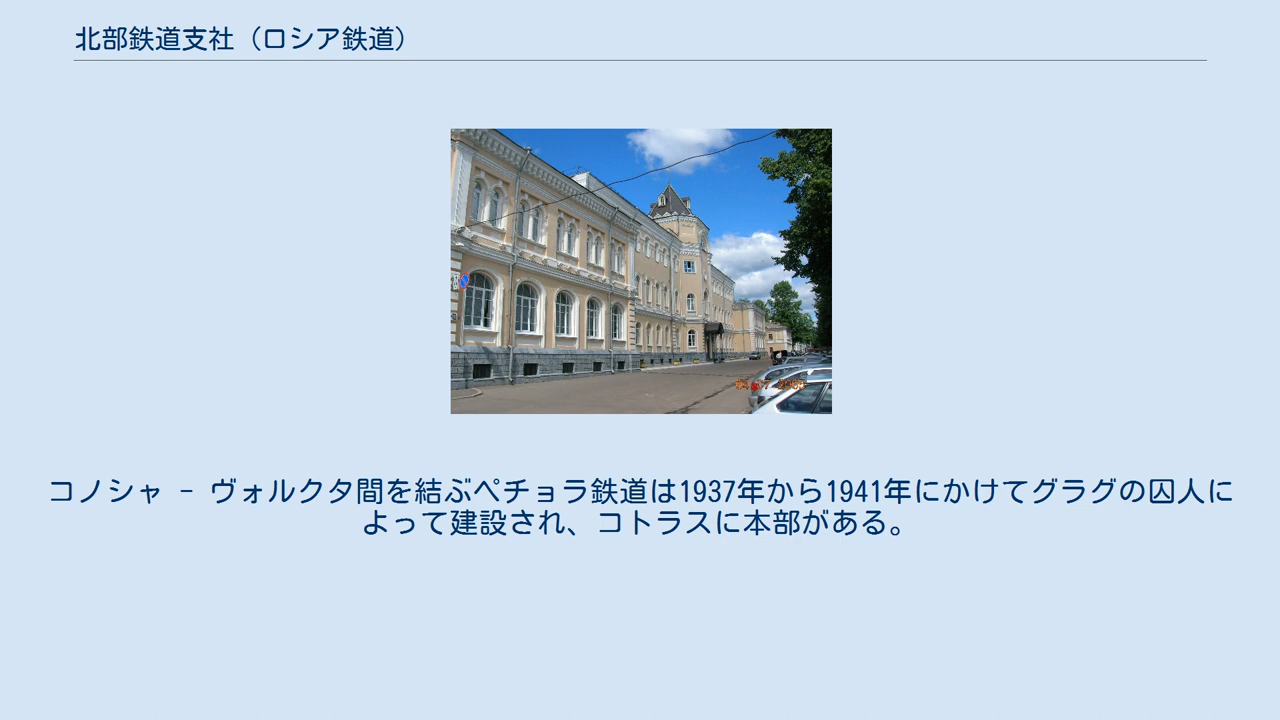 北部鉄道支社（ロシア鉄道）
コノシャ - ヴォルクタ間を結ぶペチョラ鉄道は1937年から1941年にかけてグラグの囚人に
よって建設され、コトラスに本部がある。